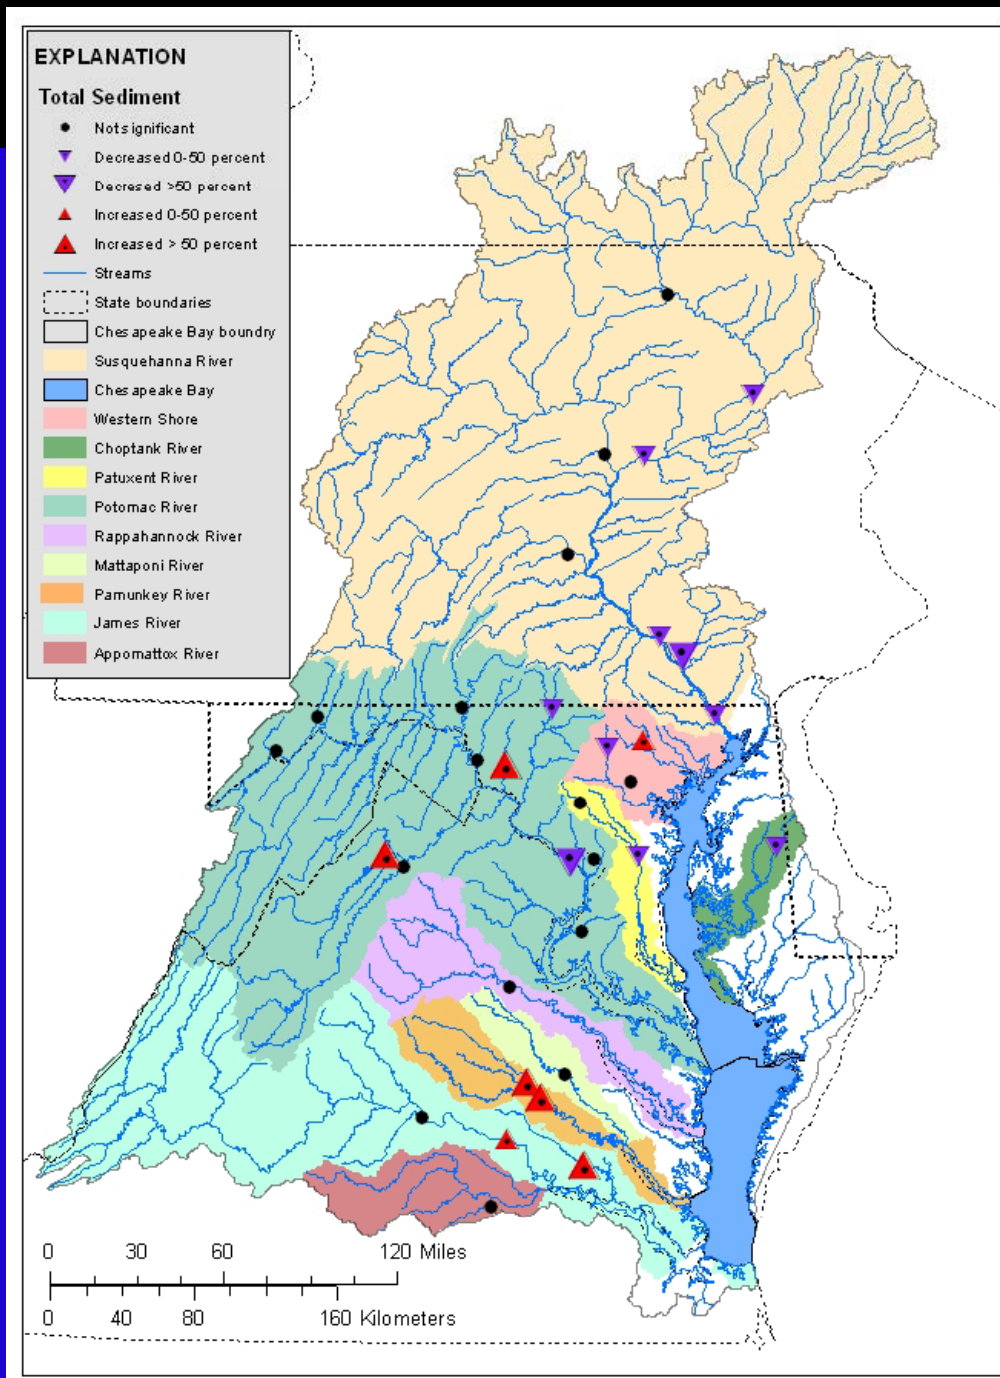 EXPLANATION
Total Sediment
Not significant
Decreased 0-50 percent
Decresed >50 percent
Increased 0-50 percent
Increased > 50 percent
Streams
State boundaries
Chesapeake Bay boundry
Susquehanna River
Chesapeake Bay
Western Shore
Choptank River
Patuxent River
Potomac River
Rappahannock River
Mattaponi River
Pamunkey River
James River
Appomattox River
0 30 60 120 Miles
0 40 80 160 Kilometers